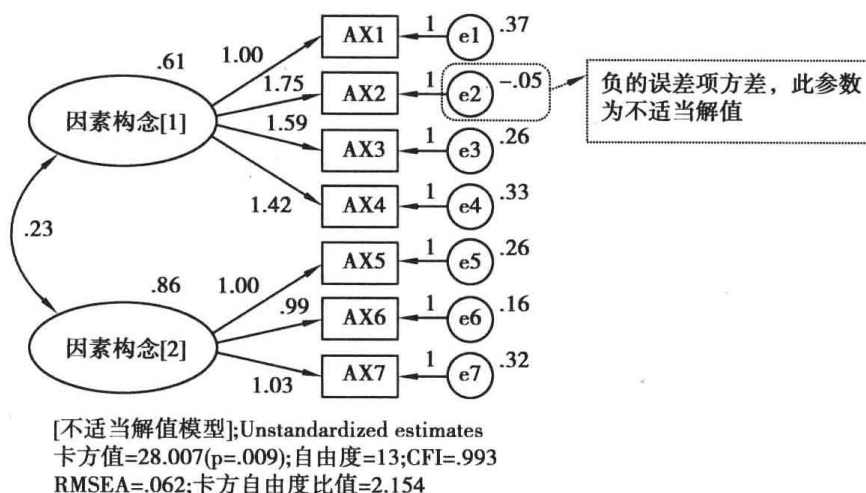 .61
因素构念[1]
1.00
1.75
1.59
1.42
AX1
1
e1
.37
AX2
1
e2
-.05
AX3
1
e3
.26
AX4
1
e4
.33
负的误差项方差，此参数
为不适当解值
.23
.86
因素构念[2]
1.00
.99
1.03
AX5
1
e5
.26
AX6
1
e6
.16
AX7
1
e7
.32
[不适当解值模型];Unstandardized estimates
卡方值=28.007(p=.009);自由度=13;CFI=.993
RMSEA=.062;卡方自由度比值=2.154